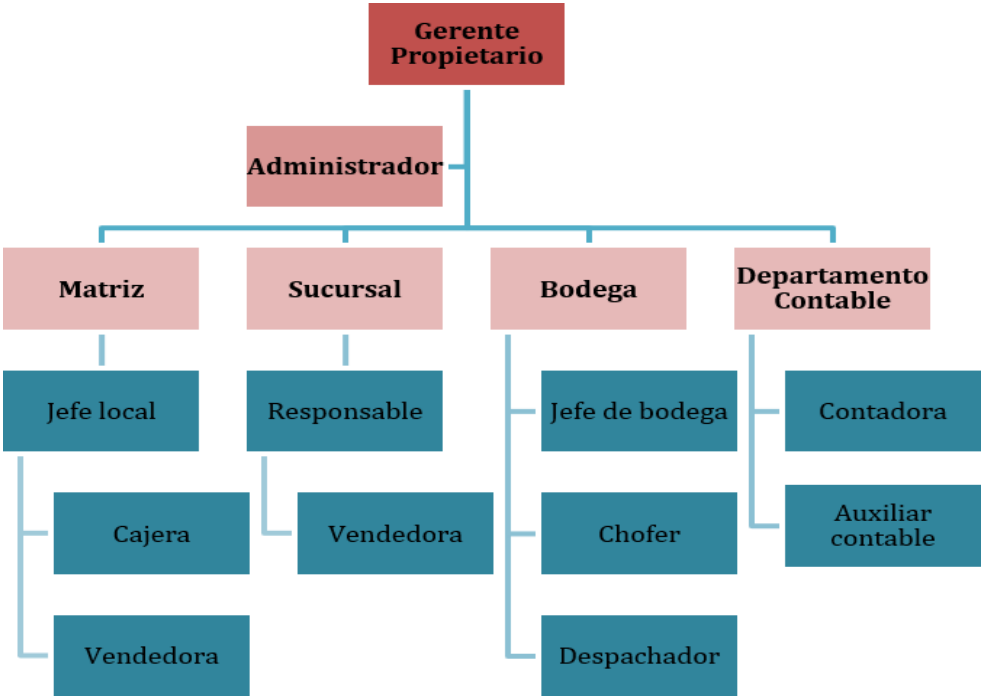 Gerente
Propietario
Administrador
Matriz
Sucursal
Bodega
Departamento
Contable
Jefe local
Responsable
Jefe de bodega
Contadora
Cajera
Vendedora
Chofer
Auxiliar
contable
Vendedora
Despachador